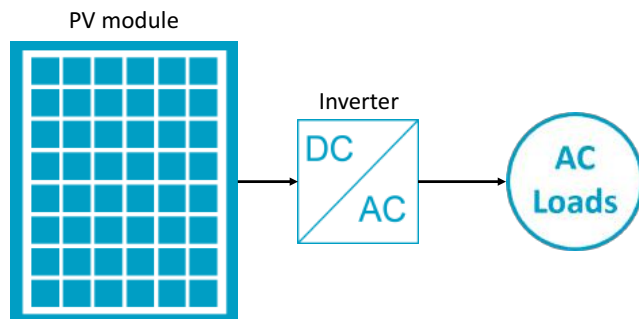 PV module
Inverter
DC
AC
AC
Loads